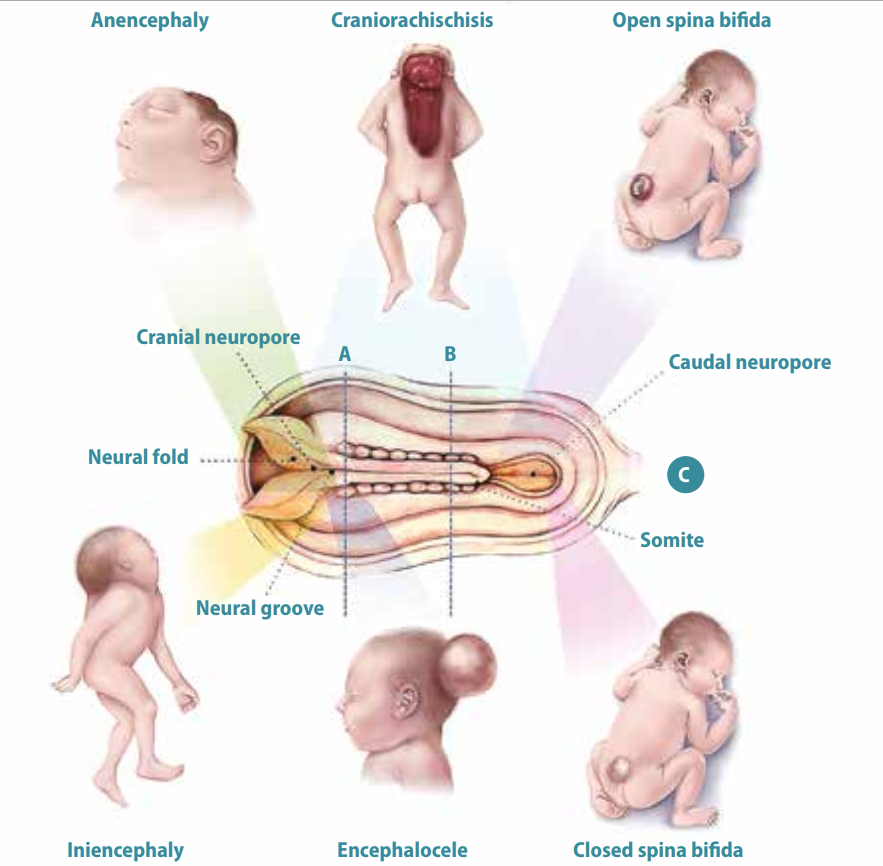 Anencephaly
Craniorachischisis
Open spina bifida
Cranial neuropore
A
B
Caudal neuropore
Neural fold
C
Somite
Neural groove
Iniencephaly
Encephalocele
Closed spina bifida